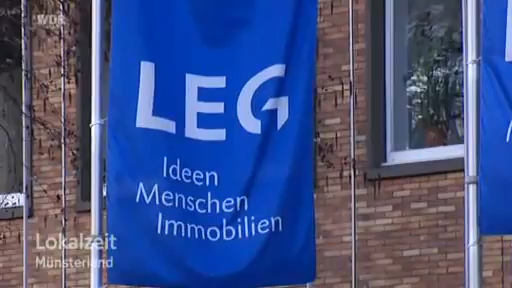 WDR
LEG
Ideen
Menschen
Immobilien
Lokalzeit
Münsterland